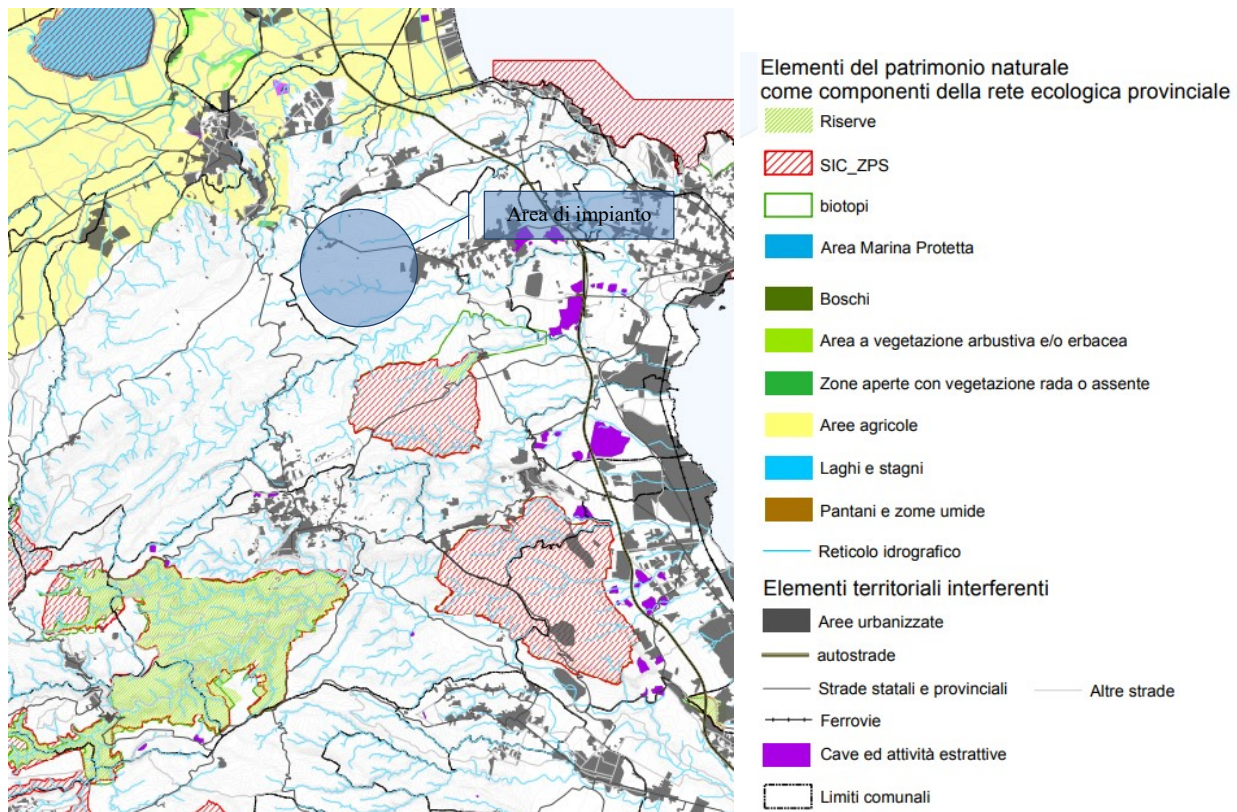 Area di impianto
Elementi del patrimonio naturale
come componenti della rete ecologica provinciale
Riserve
SIC_ZPS
biotopi
Area Marina Protetta
Boschi
Area a vegetazione arbustiva e/o erbacea
Zone aperte con vegetazione rada o assente
Aree agricole
Laghi e stagni
Pantani e zome umide
Reticolo idrografico
Elementi territoriali interferenti
Aree urbanizzate
autostrade
Strade statali e provinciali Altre strade
Ferrovie
Cave ed attività estrattive
Limiti comunali